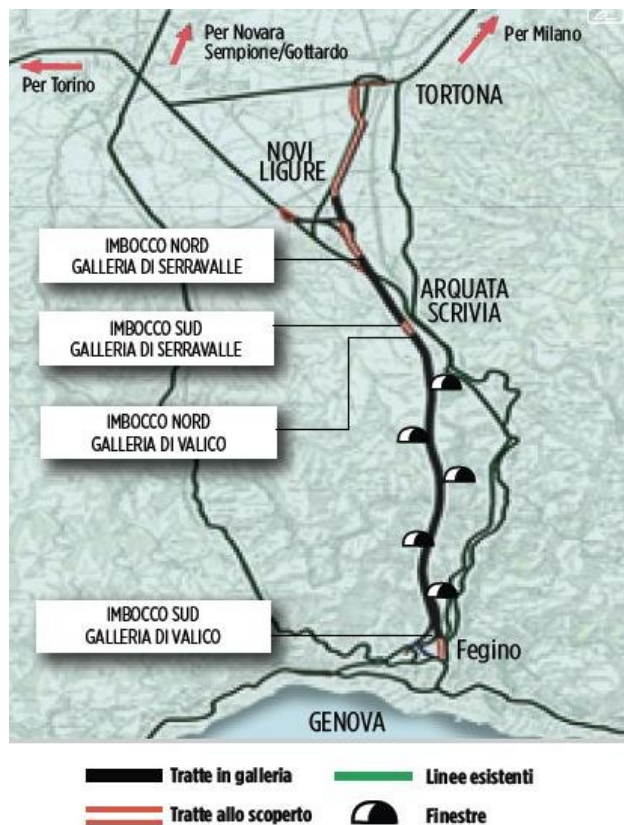 Per Novara
Sempione/Gottardo
Per Milano
Per Torino
TORTONA
NOVI
LIGURE
IMBOCCO NORD
GALLERIA DI SERRAVALLE
ARQUATA
SCRIVIA
IMBOCCO SUD
GALLERIA DI SERRAVALLE
IMBOCCO NORD
GALLERIA DI VALICO
IMBOCCO SUD
GALLERIA DI VALICO
Fegino
GENOVA
Tratte in galleria
Linee esistenti
Tratte allo scoperto
Finestre